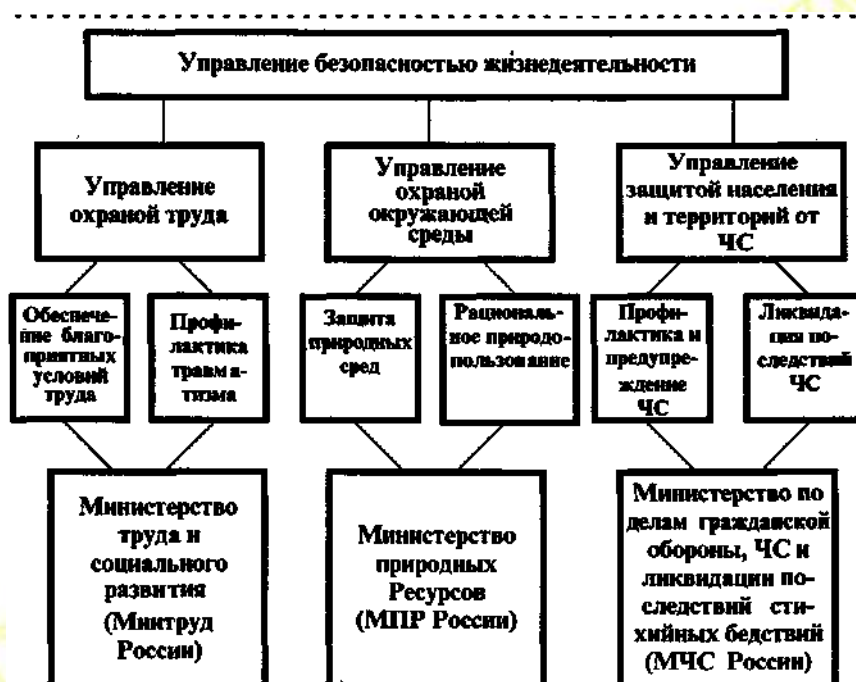 Управление безопасностью жизнедеятельности
Управление
охраной труда
Управление
охраной
окружающей
среды
Управление
защитой населения
и территорий от
ЧС
Обеспече-
ние благо-
приятных
условий
труда
Профи-
лактика
травма-
тизма
Защита
природных
сред
Рациональ-
ное природо-
пользование
Профи-
лактика и
предупре-
ждение
ЧС
Ликвида-
ция по-
следствий
ЧС
Министерство
труда и
социального
развития
(Минтруд
России)
Министерство
природных
Ресурсов
(МПР России)
Министерство по
делам гражданской
обороны, ЧС и
ликвидации по-
следствий сти-
хийных бедствий
(МЧС России)